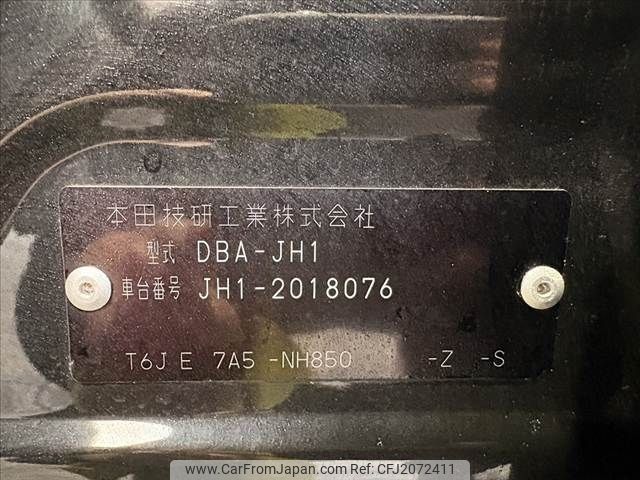 本田技研工業株式会社
型式 DBA-JH1
車台番号 JH1-2018076
T6J E 7A5 -NH850 -Z -S
www.CarFromJapan.com | Ref: CFJ2072411